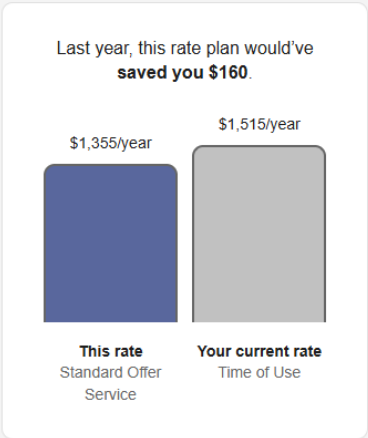 Last year, this rate plan would’ve
saved you $160.
$1,515/year
$1,355/year
This rate
Standard Offer
Service
Your current rate
Time of Use